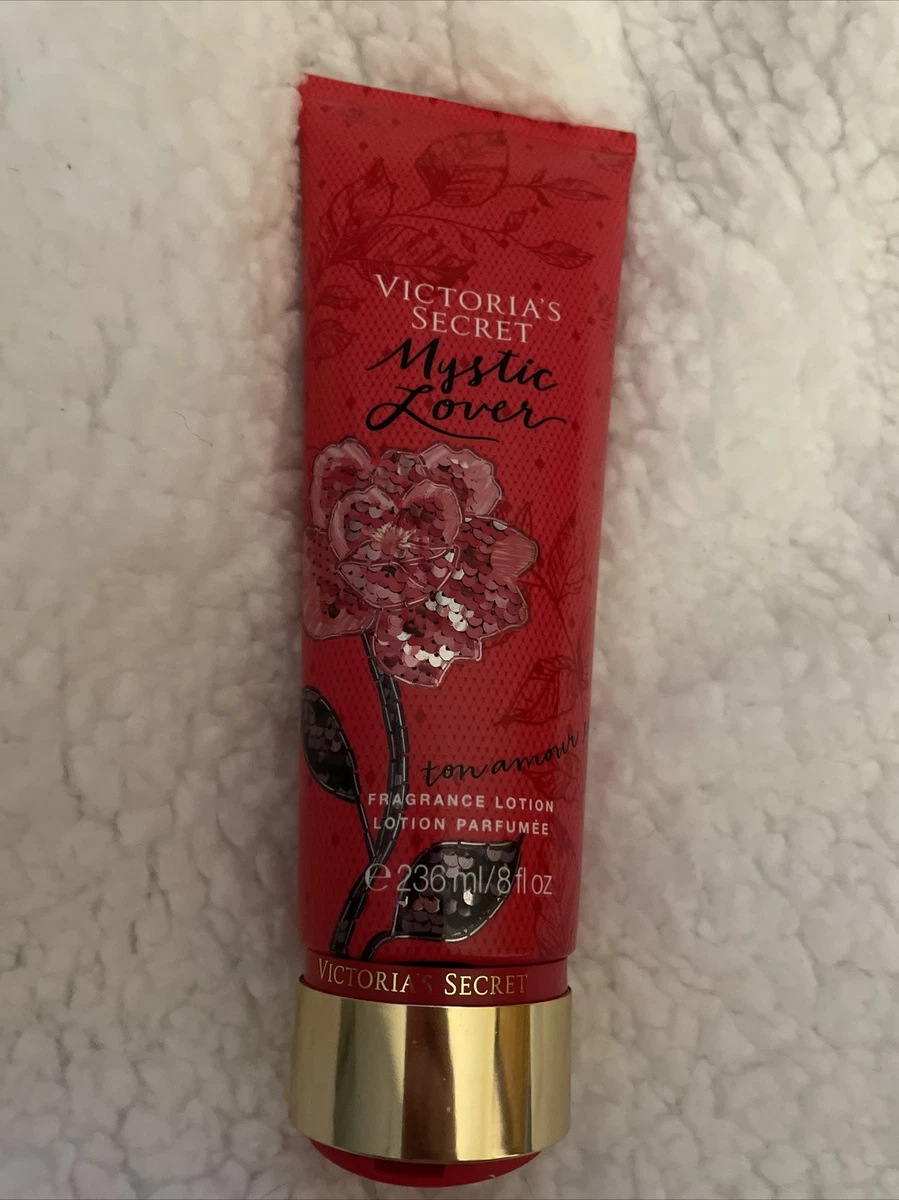 VICTORIA'S
SECRET
Mystic
Lover
ton amour
FRAGRANCE LOTION
LOTION PARFUMÉE
℮ 236 ml/8 fl oz
VICTORIA'S SECRET